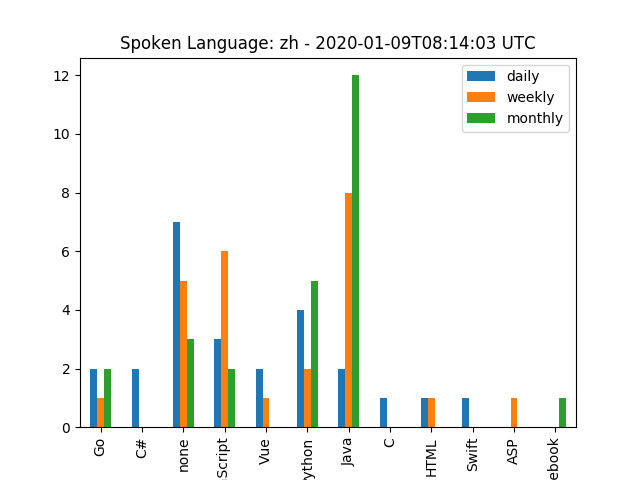 Spoken Language: zh - 2020-01-09T08:14:03 UTC
daily
weekly
monthly
12
10
8
6
4
2
0
Go
C#
none
Script
Vue
ython
Java
C
HTML
Swift
ASP
ebook